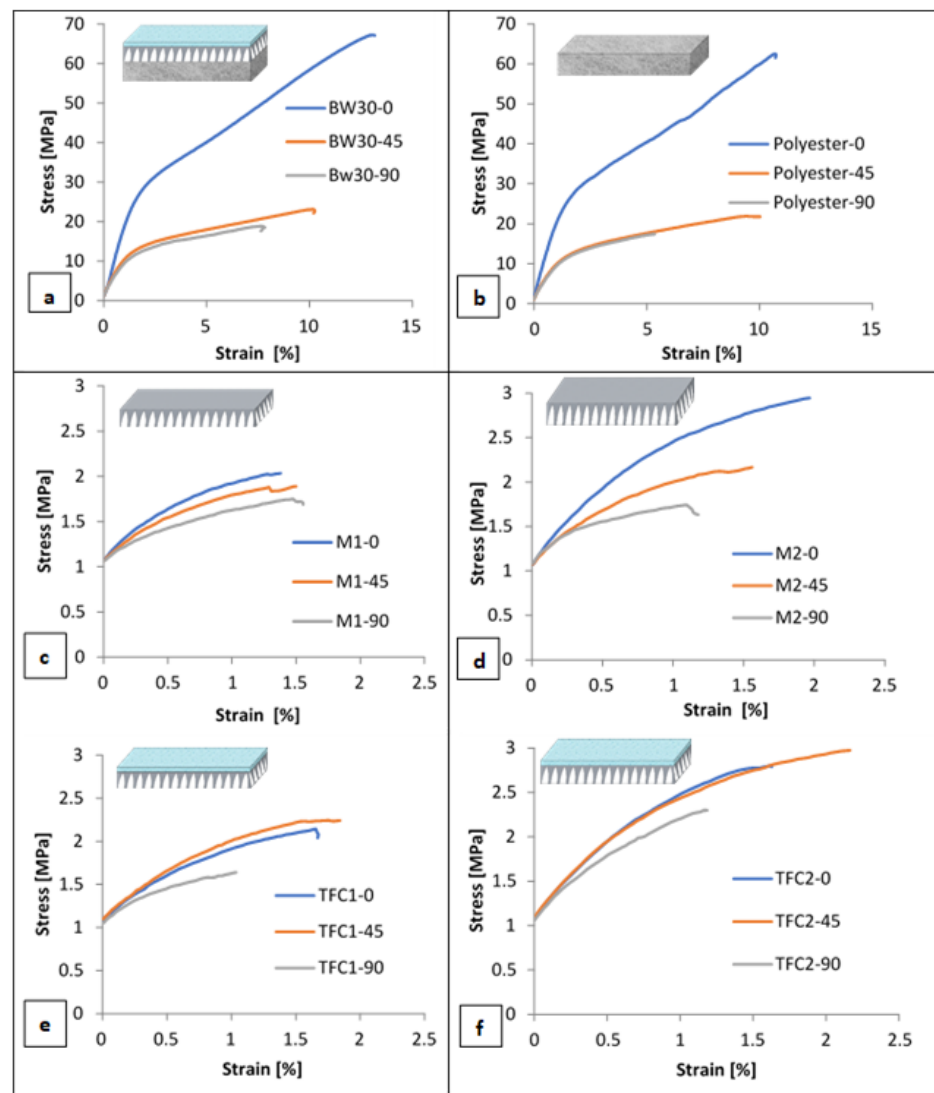 70
60
50
40
30
20
10
0
Stress [MPa]
BW30-0
BW30-45
Bw30-90
0 5 10 15
Strain [%]
a
70
60
50
40
30
20
10
0
Stress [MPa]
Polyester-0
Polyester-45
Polyester-90
0 5 10 15
Strain [%]
b
3
2.5
2
1.5
1
0.5
0
Stress [MPa]
M1-0
M1-45
M1-90
0 0.5 1 1.5 2 2.5
Strain [%]
c
3
2.5
2
1.5
1
0.5
0
Stress [MPa]
M2-0
M2-45
M2-90
0 0.5 1 1.5 2 2.5
Strain [%]
d
3
2.5
2
1.5
1
0.5
0
Stress [MPa]
TFC1-0
TFC1-45
TFC1-90
0 0.5 1 1.5 2 2.5
Strain [%]
e
3
2.5
2
1.5
1
0.5
0
Stress [MPa]
TFC2-0
TFC2-45
TFC2-90
0 0.5 1 1.5 2 2.5
Strain [%]
f